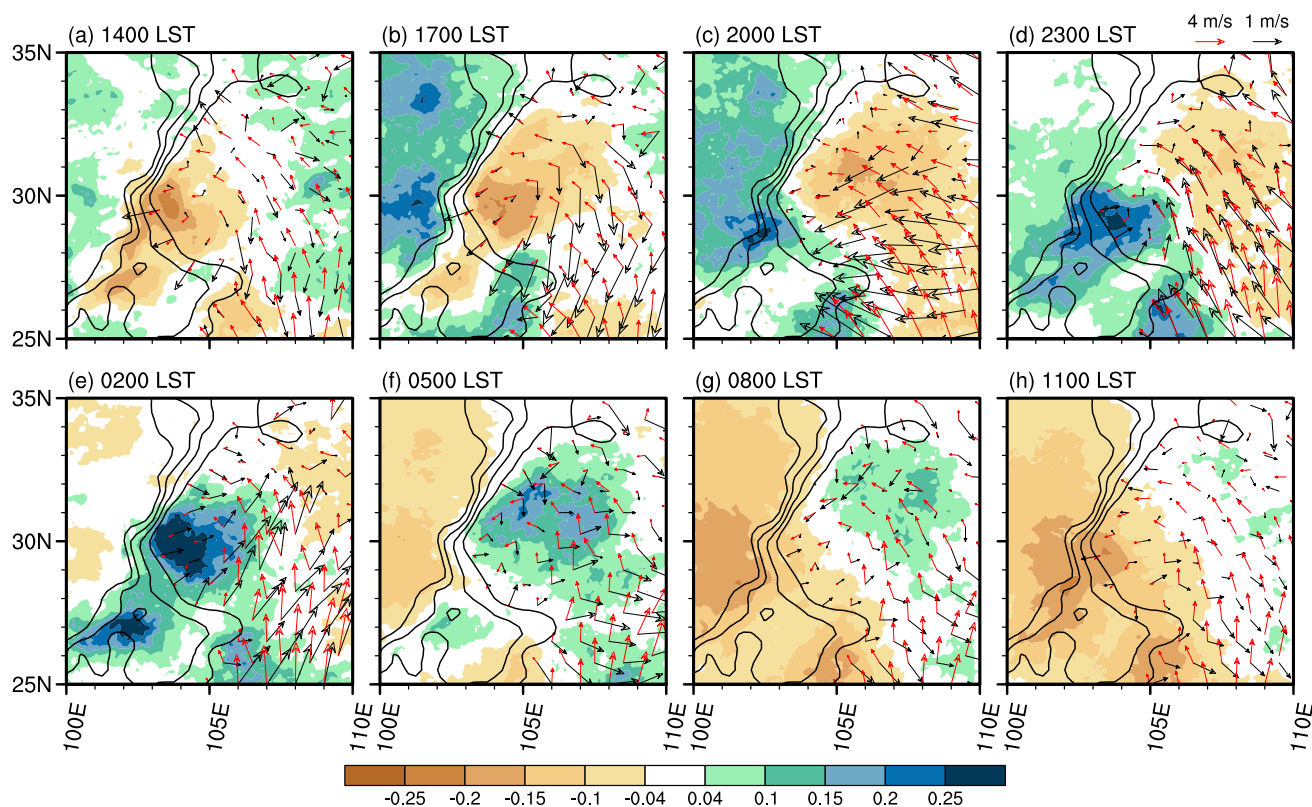 (a) 1400 LST (b) 1700 LST (c) 2000 LST (d) 2300 LST 4 m/s 1 m/s
35N
30N
25N
(e) 0200 LST (f) 0500 LST (g) 0800 LST (h) 1100 LST
35N
30N
25N
100E 105E 110E 100E 105E 110E 100E 105E 110E 100E 105E 110E
-0.25 -0.2 -0.15 -0.1 -0.04 0.04 0.1 0.15 0.2 0.25